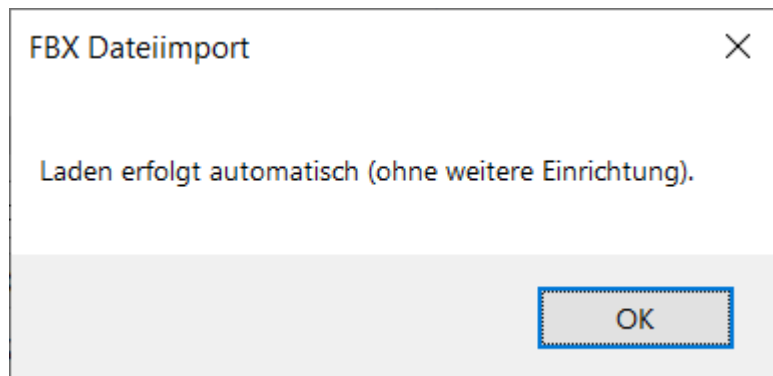 FBX Dateiimport
Laden erfolgt automatisch (ohne weitere Einrichtung).
OK